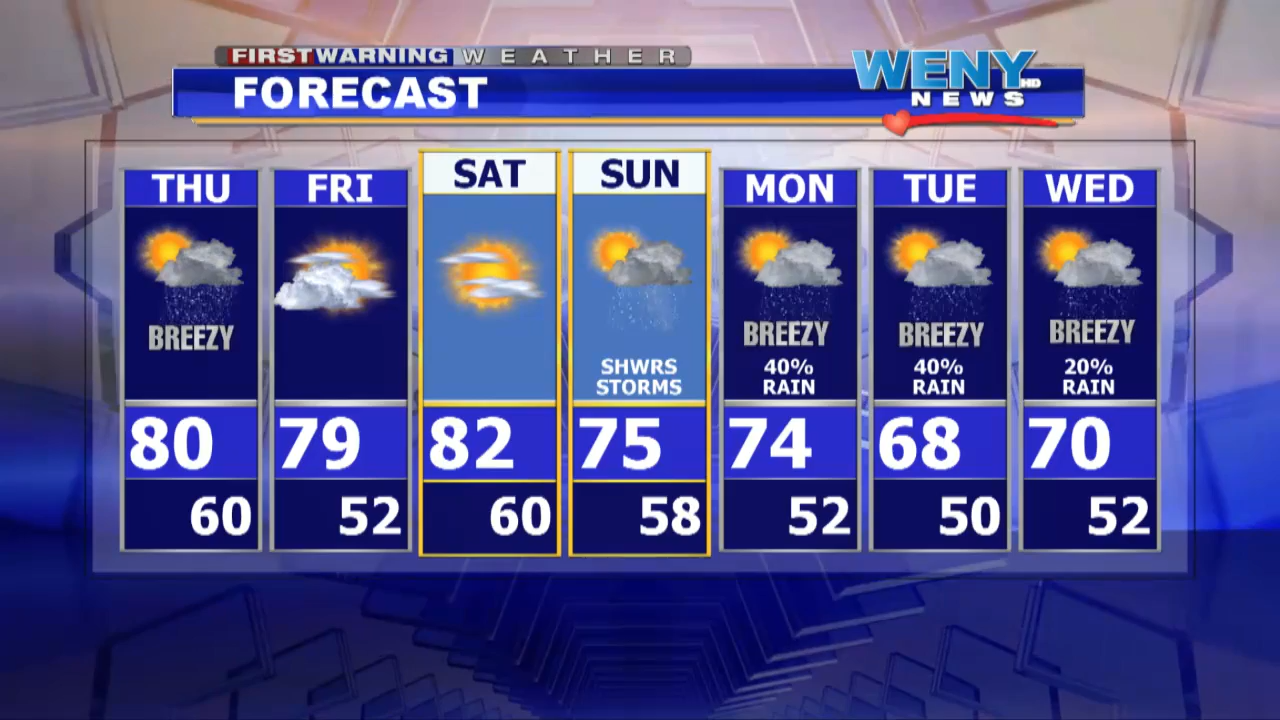 FIRST WARNING WEATHER
FORECAST
WENY HD
NEWS
THU
BREEZY
80
60
FRI
79
52
SAT
82
60
SUN
SHWRS
STORMS
75
58
MON
BREEZY
40%
RAIN
74
52
TUE
BREEZY
40%
RAIN
68
50
WED
BREEZY
20%
RAIN
70
52